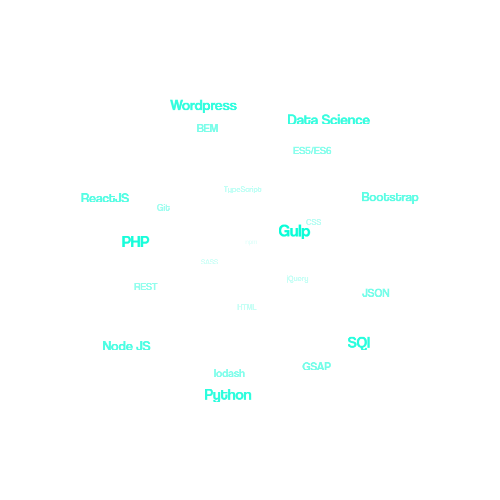 Wordpress
Data Science
BEM
ES5/ES6
TypeScript
ReactJS
Bootstrap
Git
CSS
Gulp
PHP
jQuery
REST
JSON
HTML
Node JS
SQl
GSAP
lodash
Python